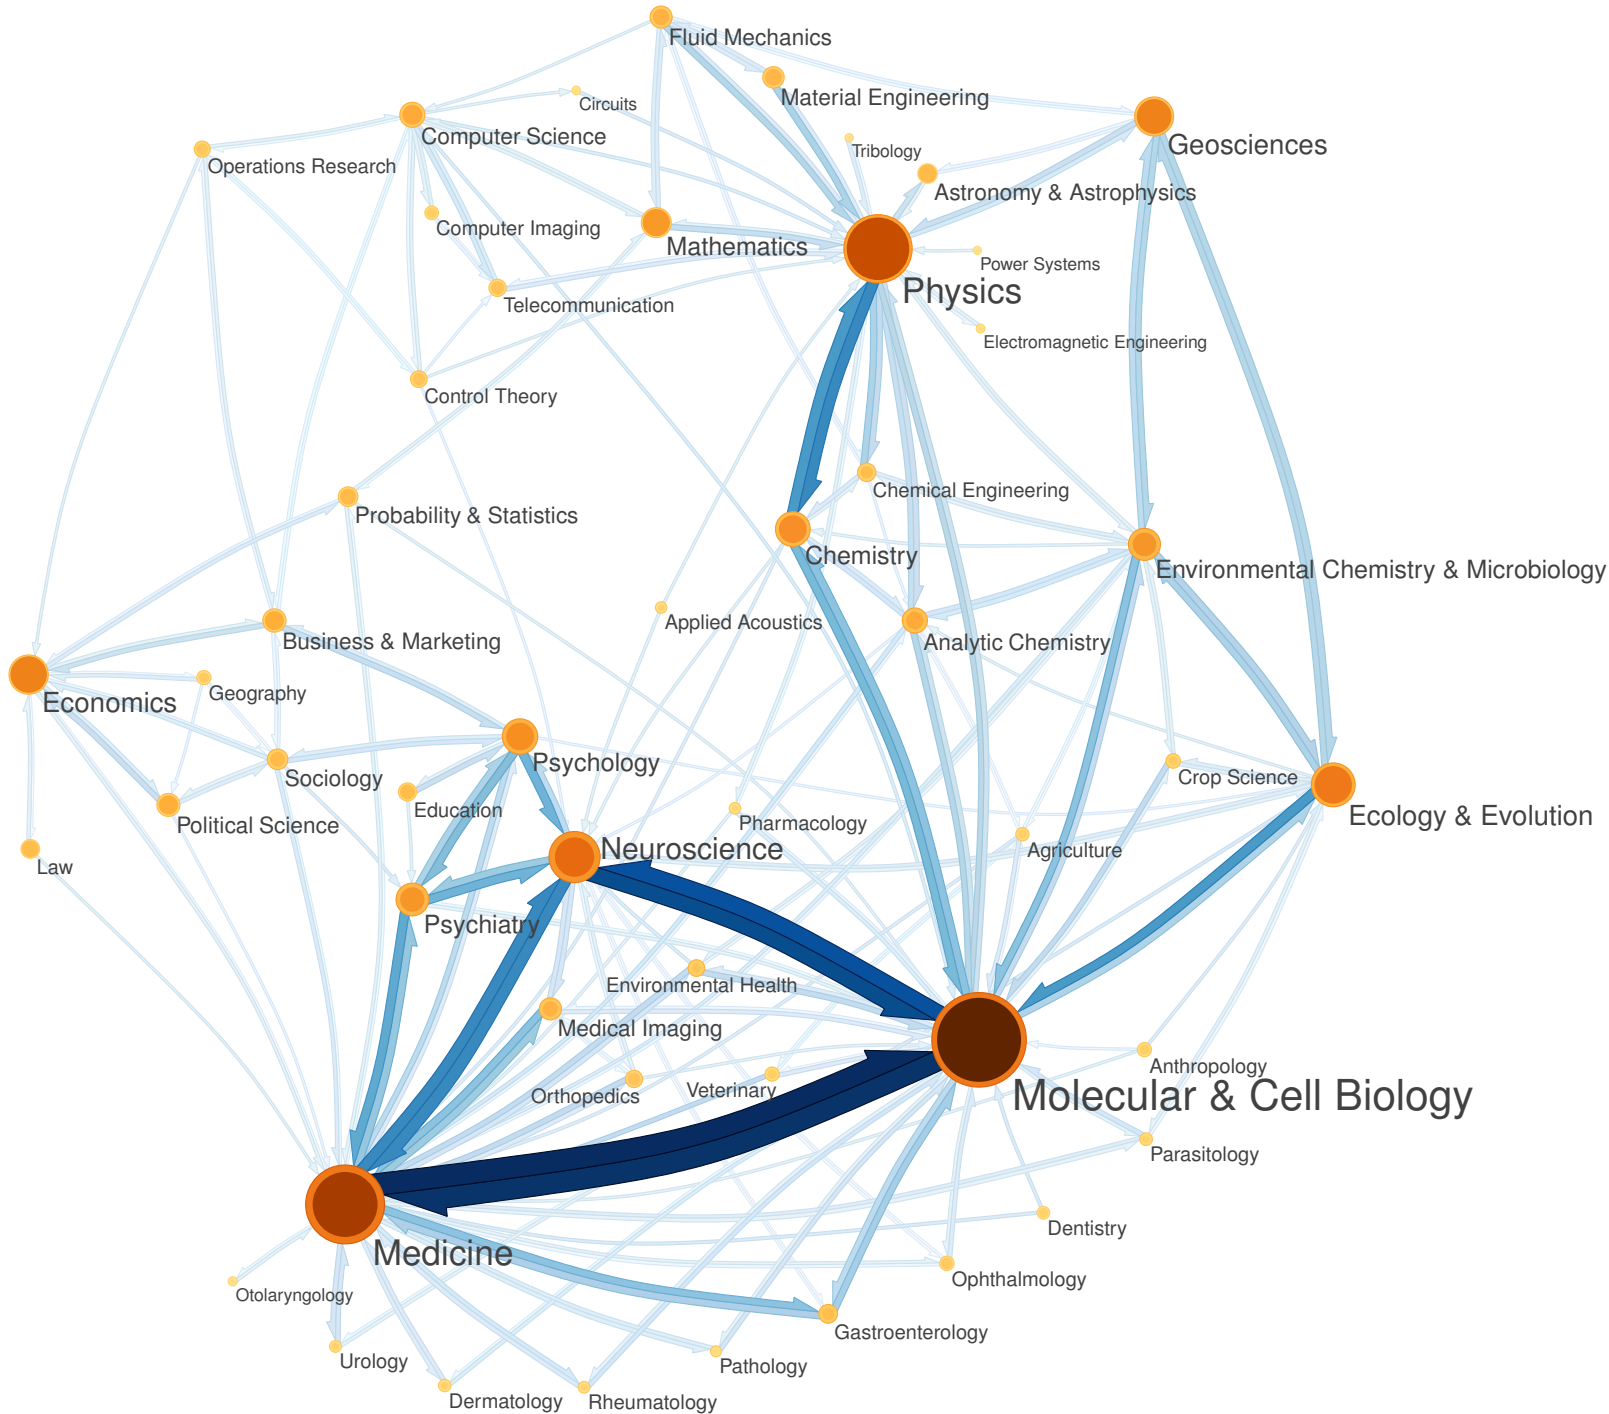 Fluid Mechanics
Material Engineering
Circuits
Computer Science
Geosciences
Tribology
Operations Research
Astronomy & Astrophysics
Computer Imaging
Mathematics
Power Systems
Physics
Telecommunication
Electromagnetic Engineering
Control Theory
Chemical Engineering
Probability & Statistics
Chemistry
Environmental Chemistry & Microbiology
Applied Acoustics
Business & Marketing
Analytic Chemistry
Geography
Economics
Psychology
Sociology
Crop Science
Education
Political Science
Pharmacology
Ecology & Evolution
Neuroscience
Agriculture
Law
Psychiatry
Environmental Health
Medical Imaging
Anthropology
Orthopedics
Veterinary
Molecular & Cell Biology
Parasitology
Dentistry
Medicine
Ophthalmology
Otolaryngology
Gastroenterology
Urology
Pathology
Dermatology
Rheumatology